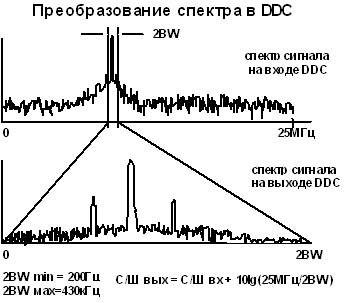 Преобразование спектра в DDC
2BW
спектр сигнала
на входе DDC
0
25МГц
спектр сигнала
на выходе DDC
0
2BW
2BW min = 200Гц
2BW мах=430кГц
С/Ш вых = С/Ш вх + 10lg(25МГц/2BW)